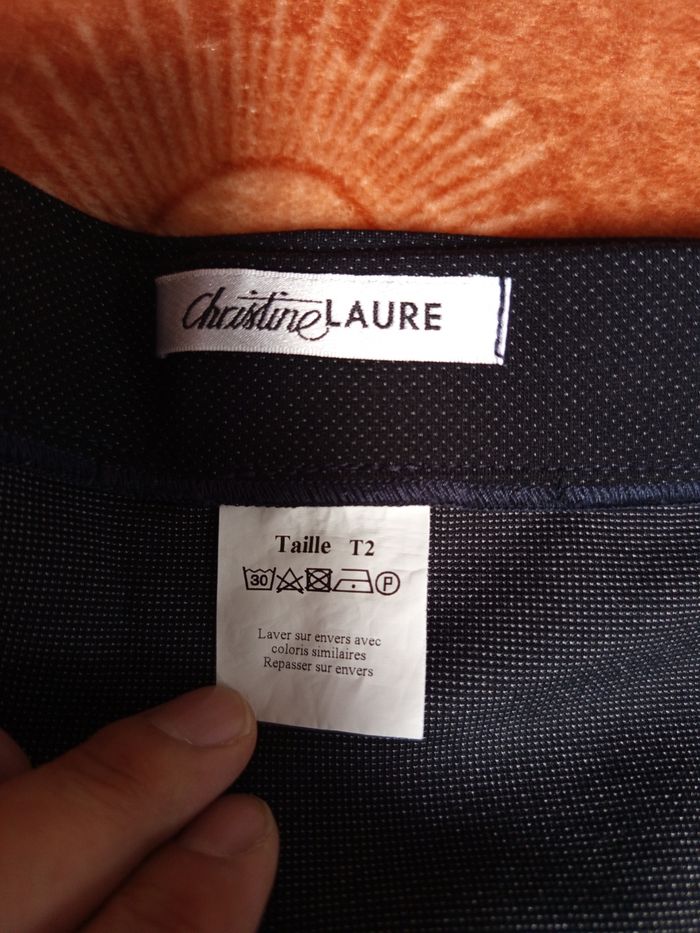 Christine LAURE
Taille T2
30 P
Laver sur envers avec
coloris similaires
Repasser sur envers